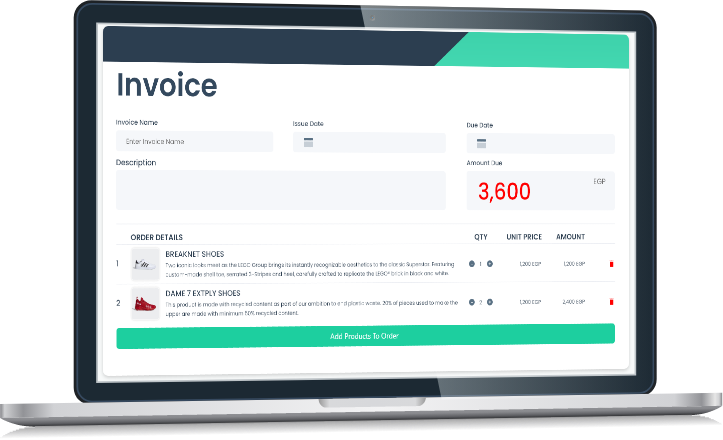 Invoice
Invoice Name
Issue Date
Due Date
Enter Invoice Name
Description
Amount Due
3,600
EGP
ORDER DETAILS
QTY
UNIT PRICE
AMOUNT
1
BREAKNET SHOES
Two iconic looks meet as the LEGO Group brings its instantly recognizable aesthetics to the classic Superstar. Featuring
custom-made shell toe, serrated 3-Stripes and heel, carefully crafted to replicate the LEGO® brick in black and white.
1
1,200 EGP
1,200 EGP
2
DAME 7 EXTPLY SHOES
This product is made with recycled content as part of our ambition to end plastic waste. 20% of pieces used to make the
upper are made with minimum 50% recycled content.
2
1,200 EGP
2,400 EGP
Add Products To Order